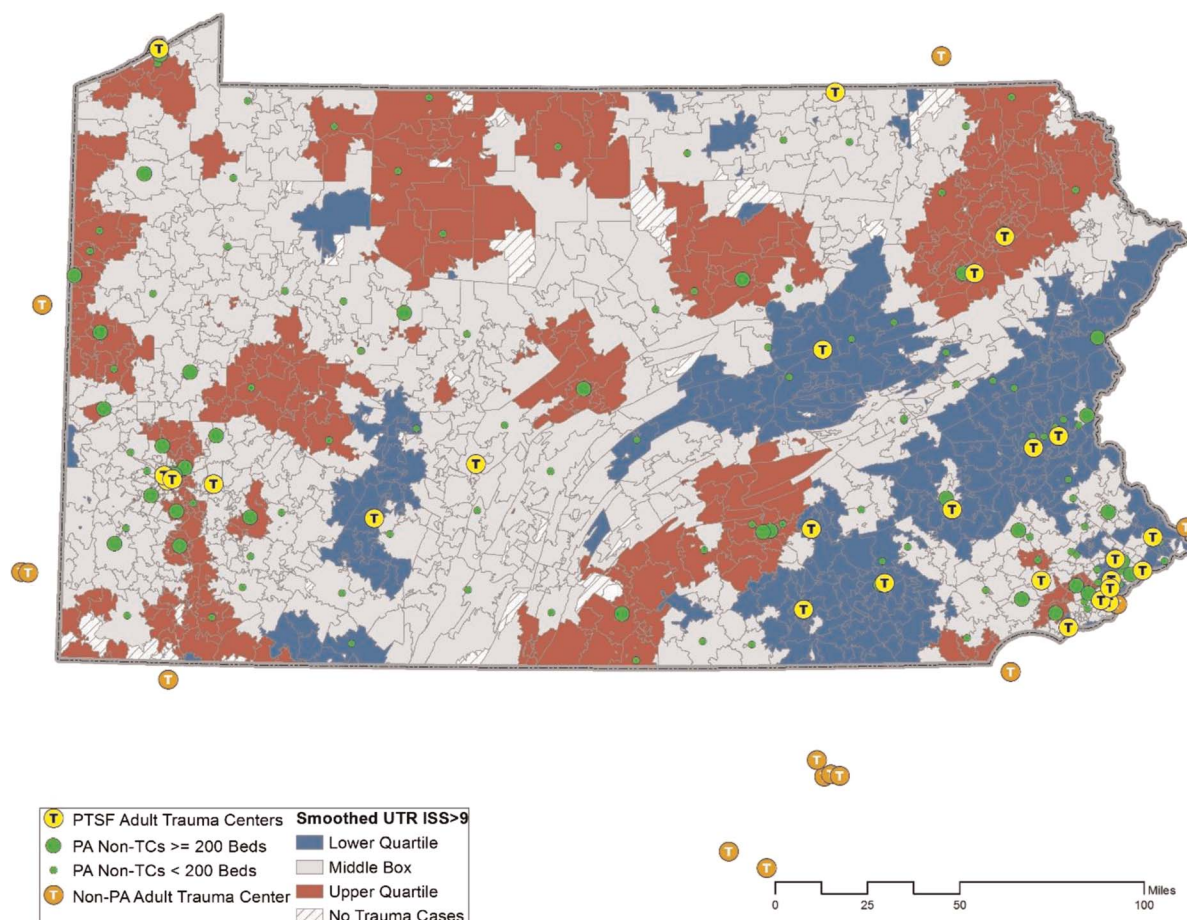 PTSF Adult Trauma Centers
PA Non-TCs >= 200 Beds
PA Non-TCs < 200 Beds
Non-PA Adult Trauma Center
Smoothed UTR ISS>9
Lower Quartile
Middle Box
Upper Quartile
No Trauma Cases
Miles
0 25 50 100